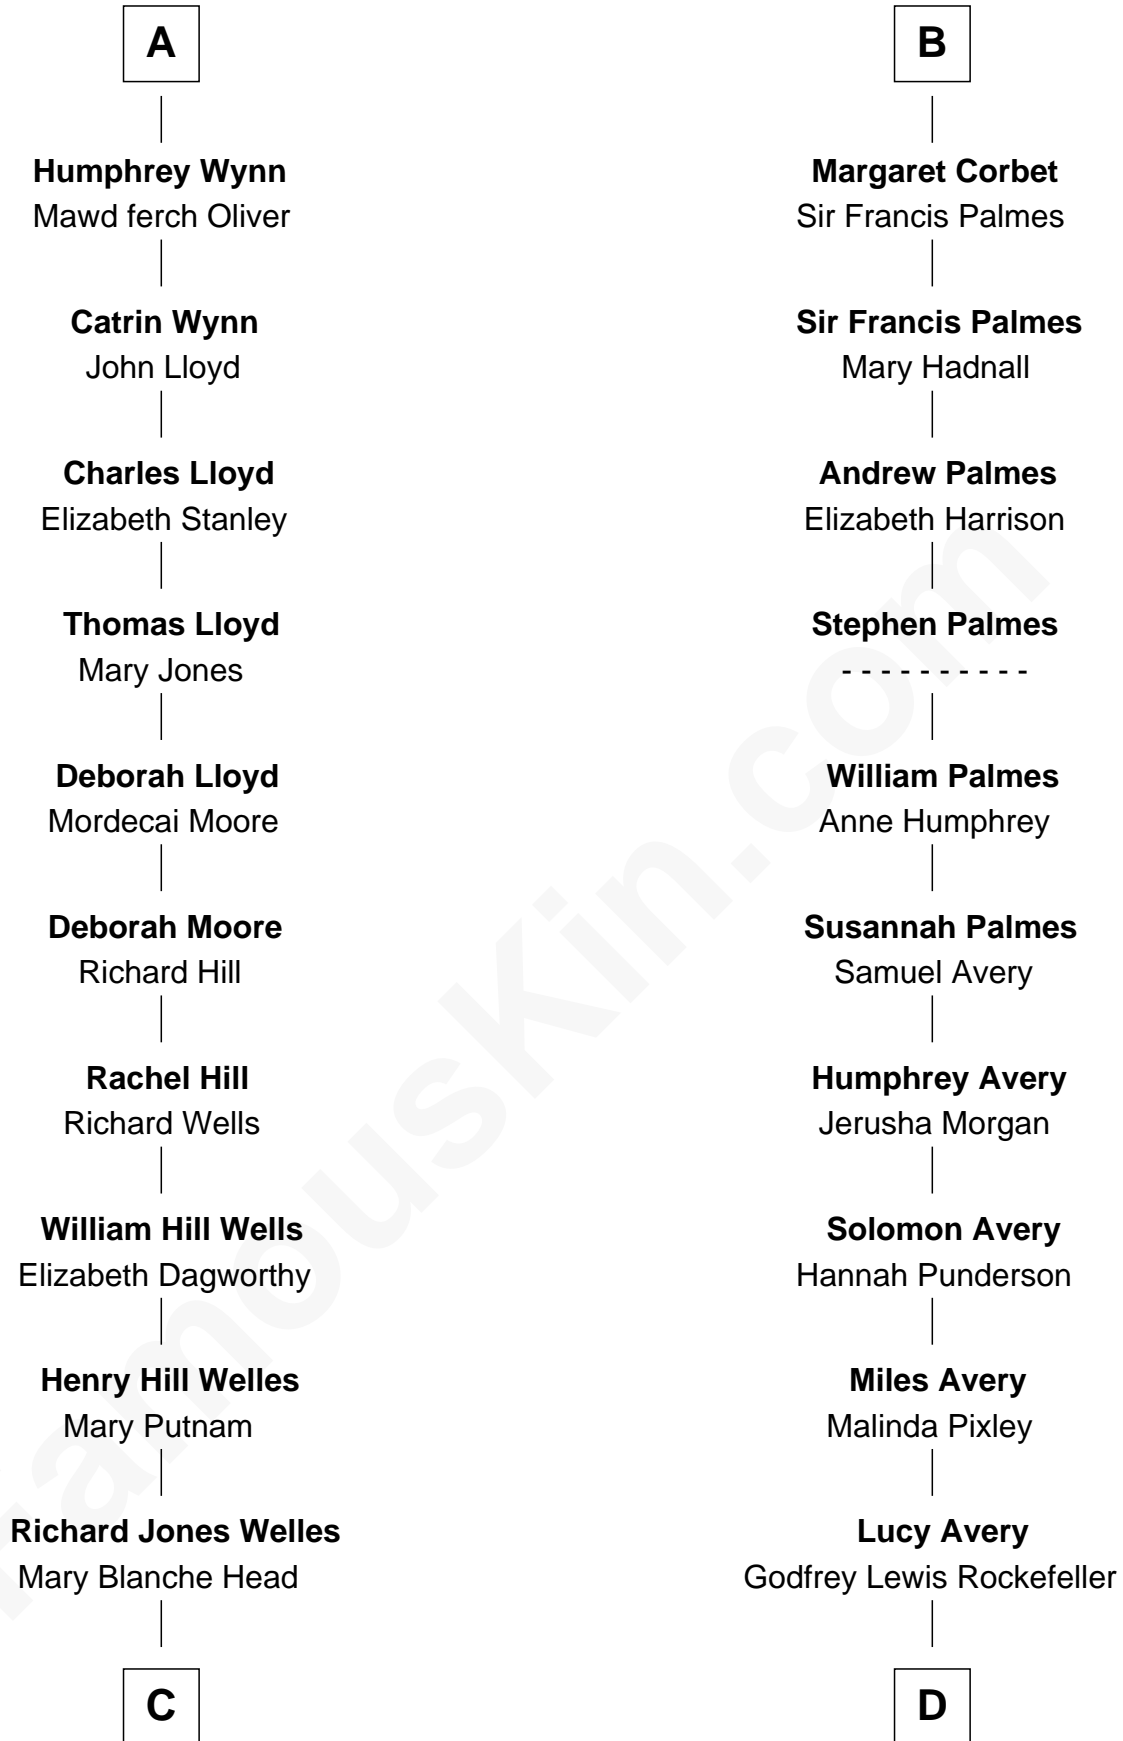 A
Humphrey Wynn
Mawd ferch Oliver
Catrin Wynn
John Lloyd
Charles Lloyd
Elizabeth Stanley
Thomas Lloyd
Mary Jones
Deborah Lloyd
Mordecai Moore
Deborah Moore
Richard Hill
Rachel Hill
Richard Wells
William Hill Wells
Elizabeth Dagworthy
Henry Hill Welles
Mary Putnam
Richard Jones Welles
Mary Blanche Head
C
B
Margaret Corbet
Sir Francis Palmes
Sir Francis Palmes
Mary Hadnall
Andrew Palmes
Elizabeth Harrison
Stephen Palmes
- - - - - - - - - -
William Palmes
Anne Humphrey
Susannah Palmes
Samuel Avery
Humphrey Avery
Jerusha Morgan
Solomon Avery
Hannah Punderson
Miles Avery
Malinda Pixley
Lucy Avery
Godfrey Lewis Rockefeller
D
FamousKin.com